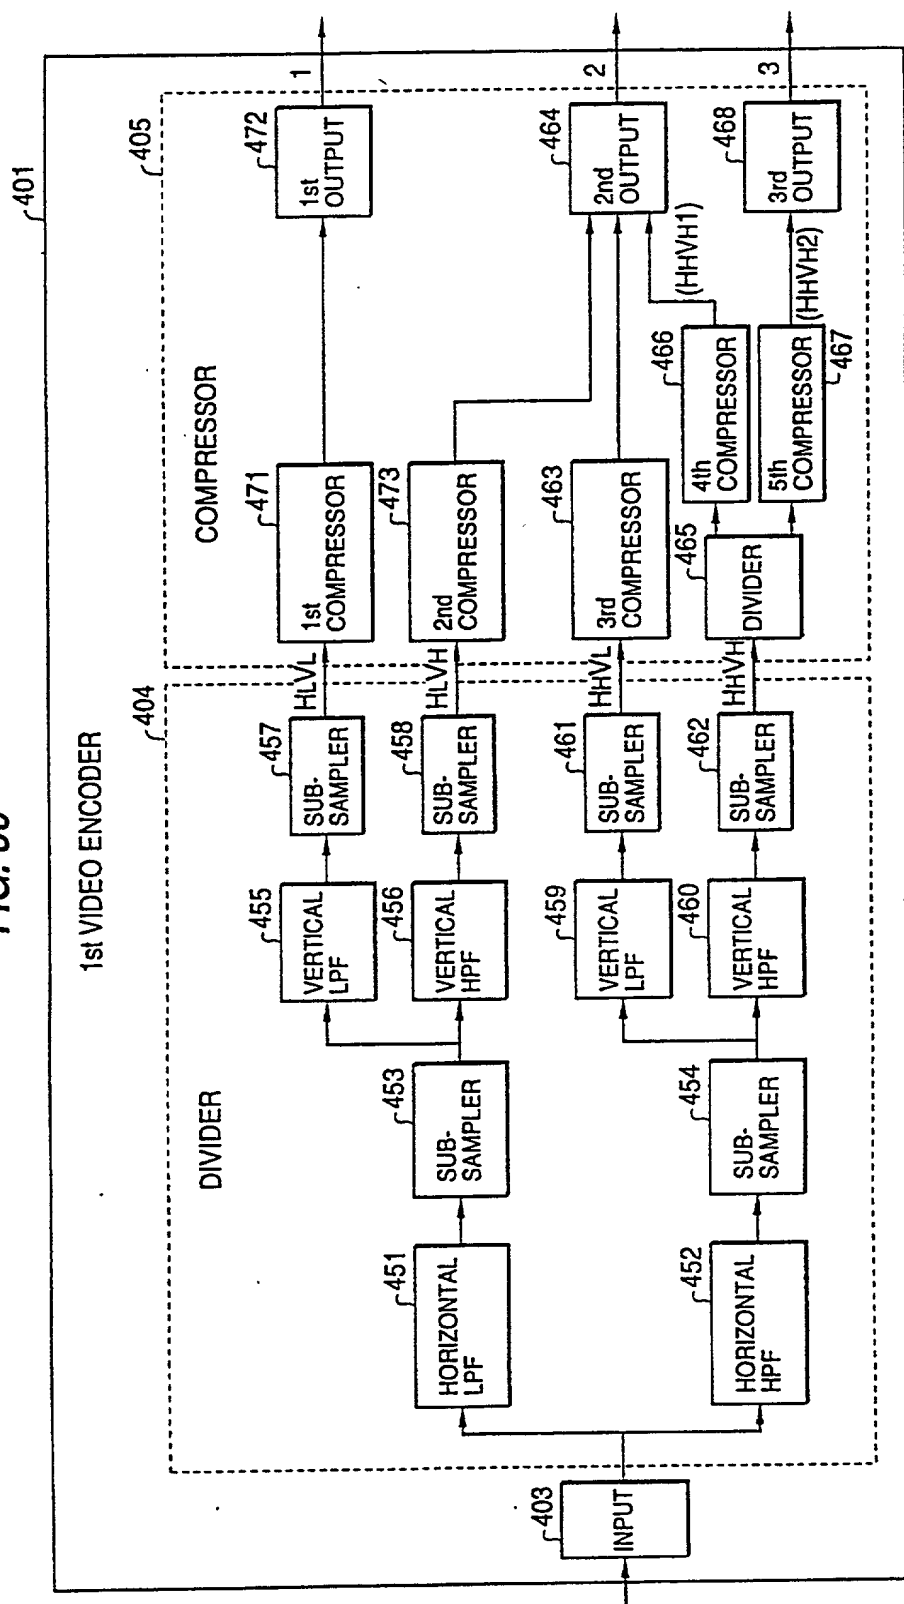 1st VIDEO ENCODER
401
DIVIDER
404
COMPRESSOR
405
403
INPUT
451
HORIZONTAL
LPF
452
HORIZONTAL
HPF
453
SUB-
SAMPLER
454
SUB-
SAMPLER
455
VERTICAL
LPF
456
VERTICAL
HPF
459
VERTICAL
LPF
460
VERTICAL
HPF
457
SUB-
SAMPLER
458
SUB-
SAMPLER
461
SUB-
SAMPLER
462
SUB-
SAMPLER
HLVL
HLVH
HHVL
HHVH
471
1st
COMPRESSOR
473
2nd
COMPRESSOR
463
3rd
COMPRESSOR
465
DIVIDER
466
4th
COMPRESSOR
5th
COMPRESSOR
467
(HHVH1)
(HHVH2)
472
1st
OUTPUT
464
2nd
OUTPUT
468
3rd
OUTPUT
1
2
3